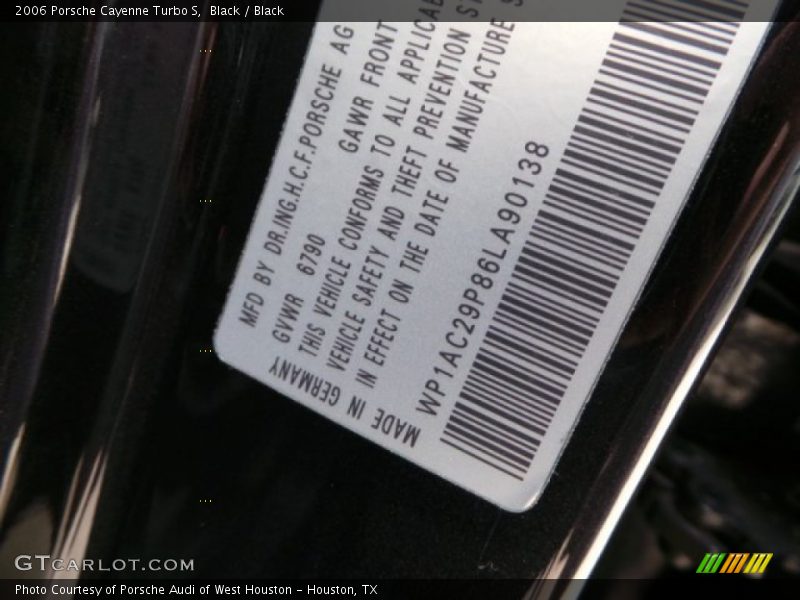 2006 Porsche Cayenne Turbo S, Black / Black
MFD BY DR.ING.H.C.F.PORSCHE AG
GVWR 6790 GAWR FRONT
THIS VEHICLE CONFORMS TO ALL
VEHICLE SAFETY AND THEFT PREVENTION
IN EFFECT ON THE DATE OF MANUFACTURE
WP1AC29P86LA90138
MADE IN GERMANY
GTCARLOT.COM
Photo Courtesy of Porsche Audi of West Houston - Houston, TX